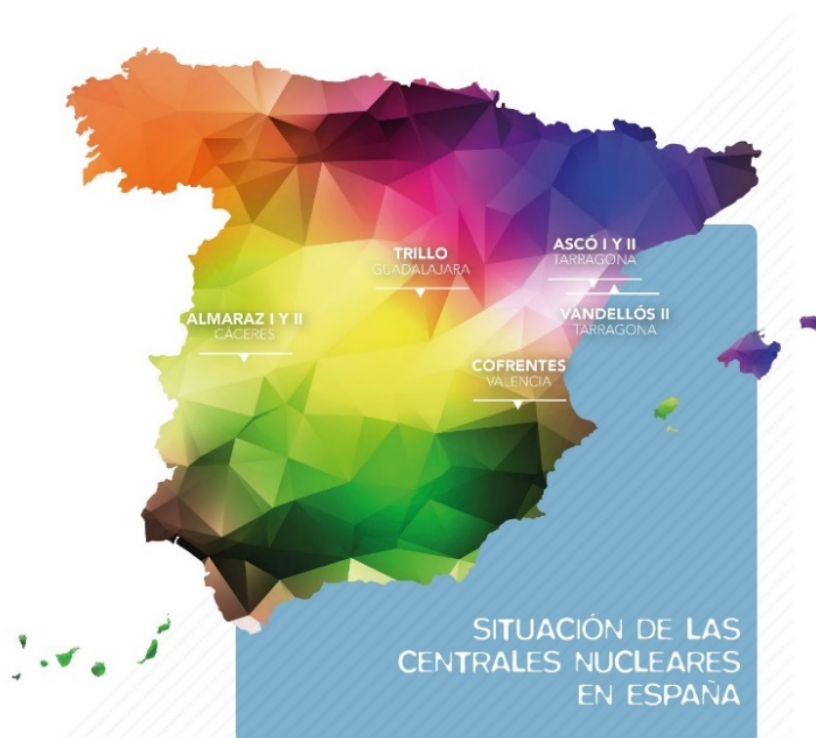 TRILLO
GUADALAJARA
ASCÓ I Y II
TARRAGONA
ALMARAZ I Y II
CÁCERES
VANDELLÓS II
TARRAGONA
COFRENTES
VALENCIA
SITUACIÓN DE LAS
CENTRALES NUCLEARES
EN ESPAÑA